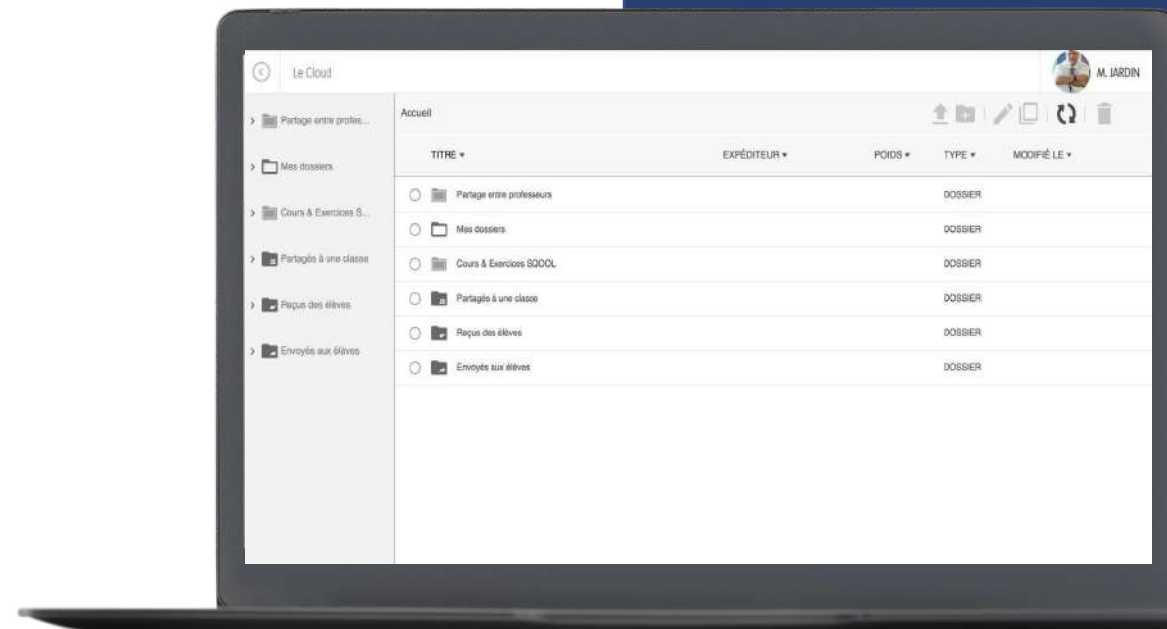 Le Cloud
M. JARDIN
Partage entre profes...
Mes dossiers
Cours & Exercices S...
Partagés à une classe
Reçus des élèves
Envoyés aux élèves
Accueil
TITRE EXPÉDITEUR POIDS TYPE MODIFIÉ LE
Partage entre professeurs DOSSIER
Mes dossiers DOSSIER
Cours & Exercices SQOOL DOSSIER
Partagés à une classe DOSSIER
Reçus des élèves DOSSIER
Envoyés aux élèves DOSSIER